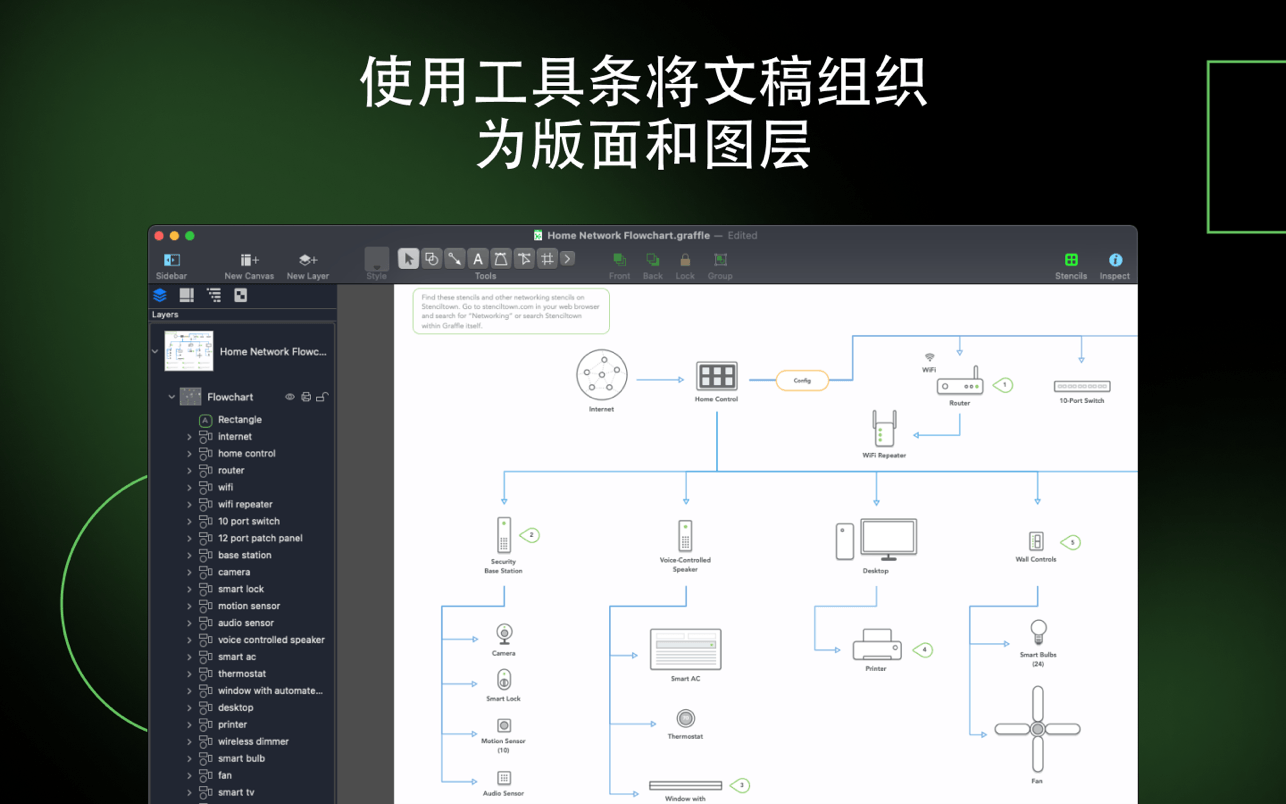 使用工具条将文稿组织
为版面和图层
Home Network Flowchart.graffle — Edited
Sidebar
New Canvas
New Layer
Style
Tools
Front
Back
Lock
Group
Stencils
Inspect
Layers
Home Network Flowc...
Flowchart
A Rectangle
internet
home control
router
wifi
wifi repeater
10 port switch
12 port patch panel
base station
camera
smart lock
motion sensor
audio sensor
voice controlled speaker
smart ac
thermostat
window with automate...
desktop
printer
wireless dimmer
smart bulb
fan
smart tv
Find these stencils and other networking stencils on
Stenciltown. Go to stenciltown.com in your web browser
and search for "Networking" or search Stenciltown
within Graffle itself.
Internet
Home Control
Config
WiFi
Router
1
10-Port Switch
WiFi Repeater
Security
Base Station
2
Voice-Controlled
Speaker
Desktop
Wall Controls
5
Camera
Smart Lock
Motion Sensor
(10)
Audio Sensor
Smart AC
Thermostat
Window with
3
Printer
4
Smart Bulbs
(24)
Fan